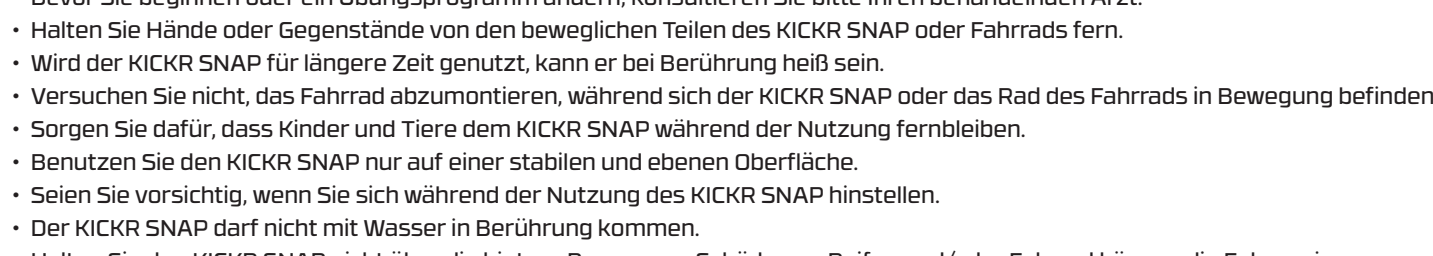 • Halten Sie Hände oder Gegenstände von den beweglichen Teilen des KICKR SNAP oder Fahrrads fern.
• Wird der KICKR SNAP für längere Zeit genutzt, kann er bei Berührung heiß sein.
• Versuchen Sie nicht, das Fahrrad abzumontieren, während sich der KICKR SNAP oder das Rad des Fahrrads in Bewegung befinden
• Sorgen Sie dafür, dass Kinder und Tiere dem KICKR SNAP während der Nutzung fernbleiben.
• Benutzen Sie den KICKR SNAP nur auf einer stabilen und ebenen Oberfläche.
• Seien Sie vorsichtig, wenn Sie sich während der Nutzung des KICKR SNAP hinstellen.
• Der KICKR SNAP darf nicht mit Wasser in Berührung kommen.